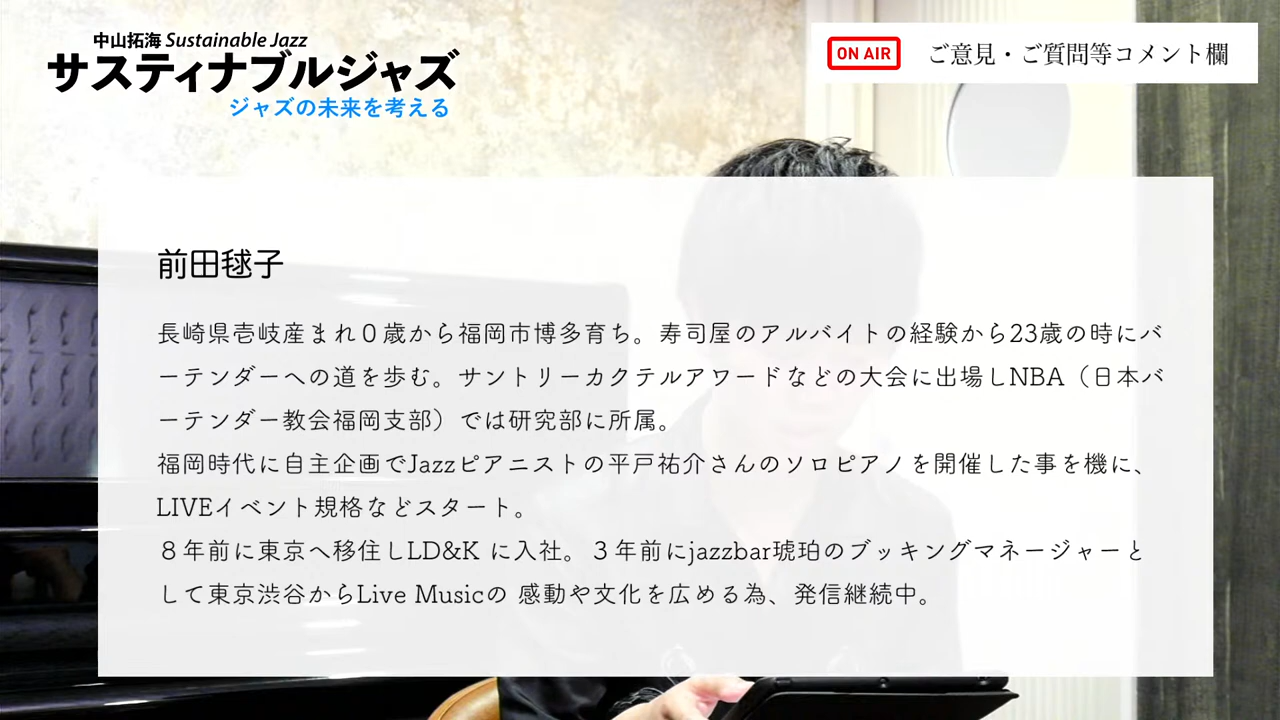 中山拓海 Sustainable Jazz
サスティナブルジャズ
ジャズの未来を考える
ON AIR
ご意見・ご質問等コメント欄
前田毬子
長崎県壱岐産まれ０歳から福岡市博多育ち。寿司屋のアルバイトの経験から23歳の時にバ
ーテンダーへの道を歩む。サントリーカクテルアワードなどの大会に出場しNBA（日本バ
ーテンダー教会福岡支部）では研究部に所属。
福岡時代に自主企画でJazzピアニストの平戸祐介さんのソロピアノを開催した事を機に、
LIVEイベント規格などスタート。
８年前に東京へ移住しLD&K に入社。３年前にjazzbar琥珀のブッキングマネージャーと
して東京渋谷からLive Musicの 感動や文化を広める為、発信継続中。